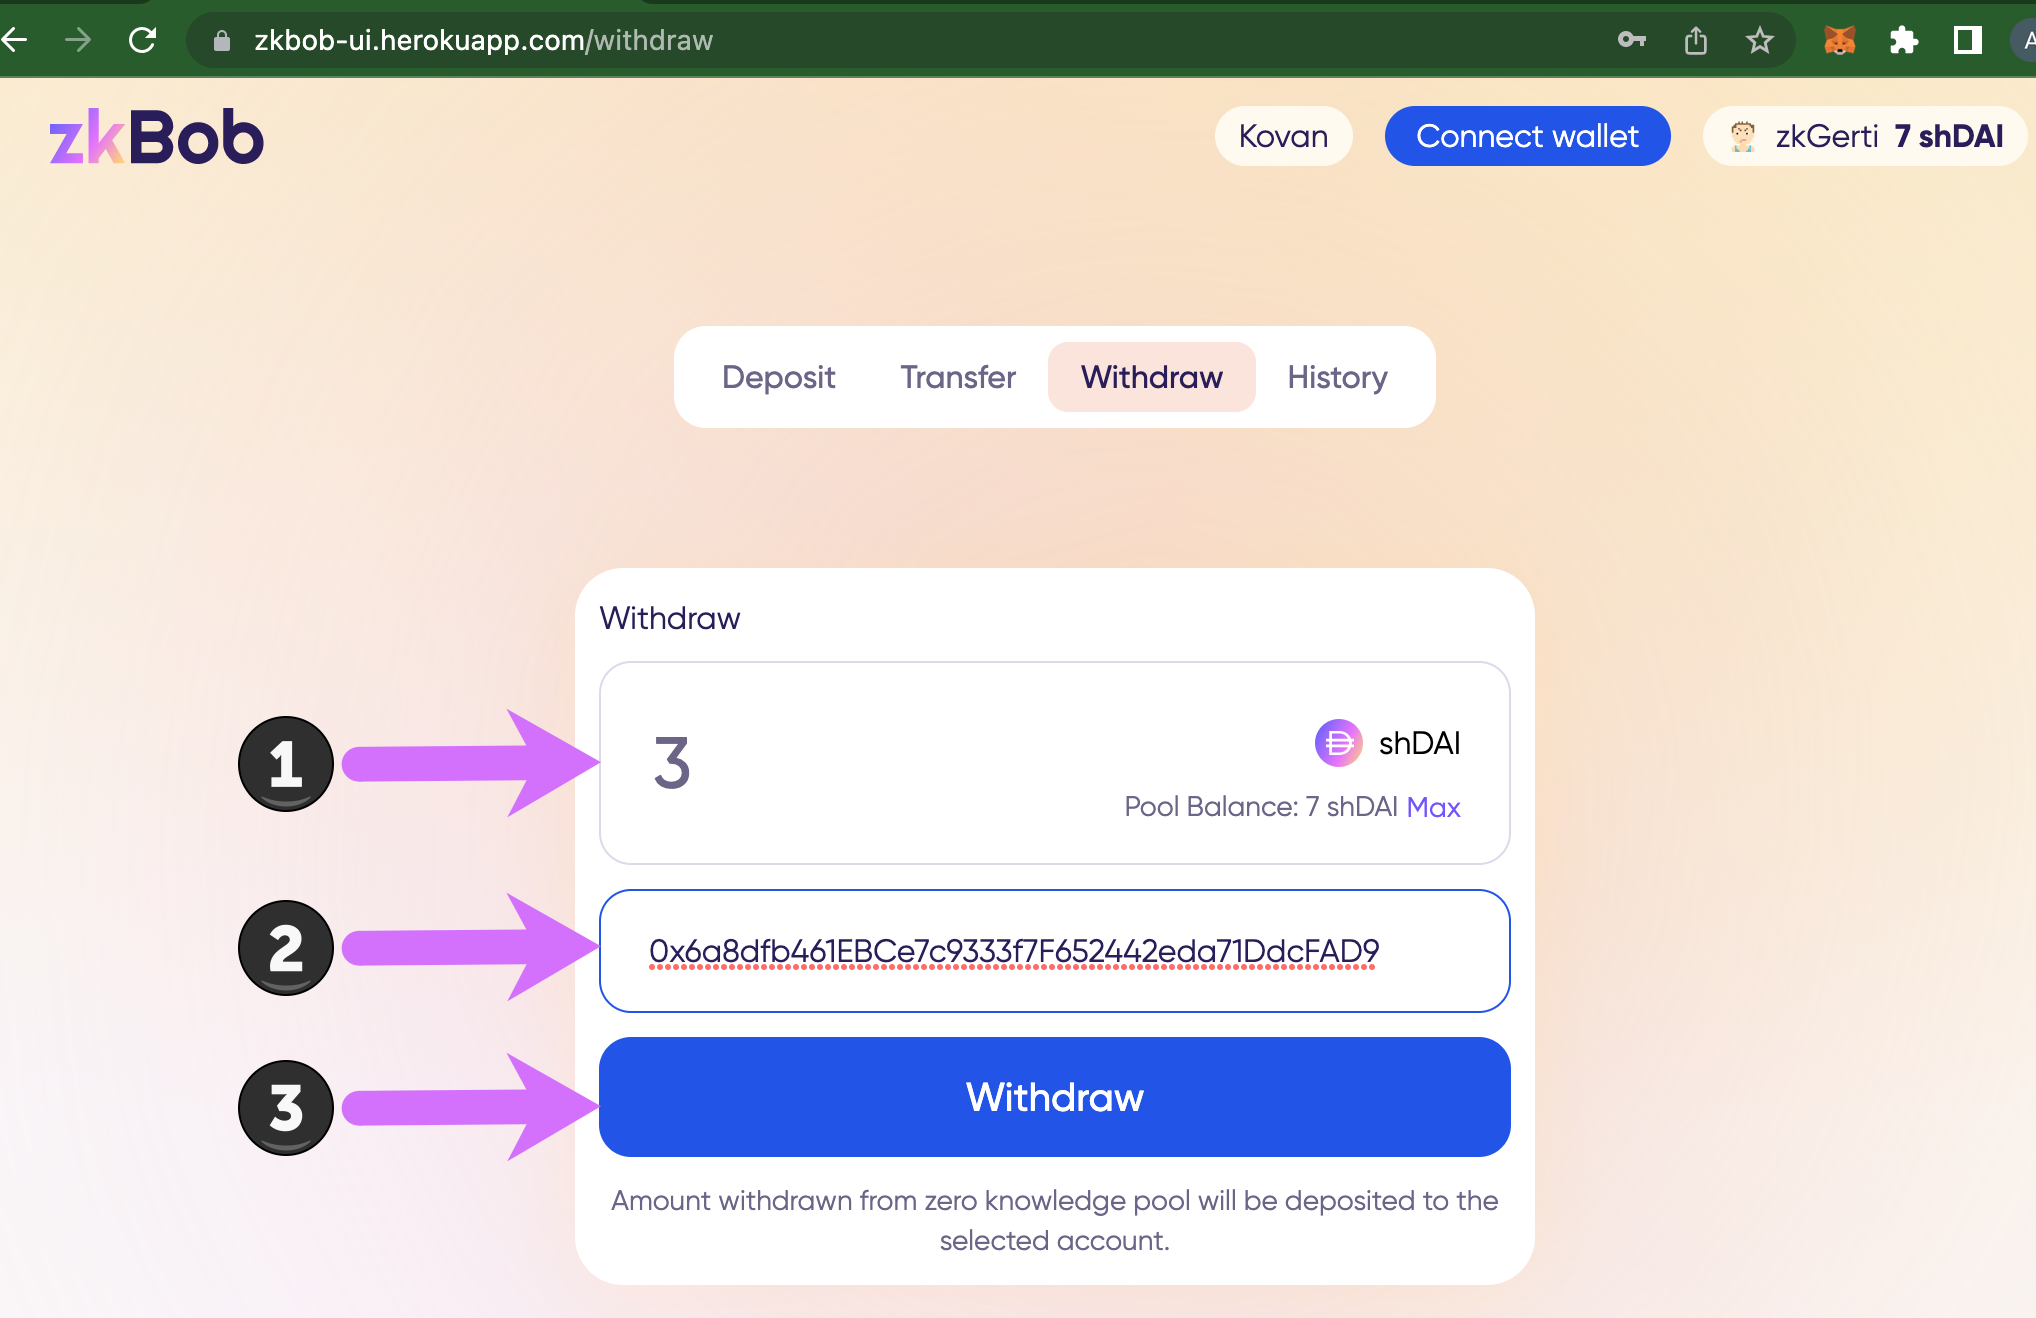 zkbob-ui.herokuapp.com/withdraw
A
zkBob
Kovan
Connect wallet
zkGerti 7 shDAI
Deposit
Transfer
Withdraw
History
Withdraw
1
3
shDAI
Pool Balance: 7 shDAI Max
2
0x6a8dfb461EBCe7c9333f7F652442eda71DdcFAD9
3
Withdraw
Amount withdrawn from zero knowledge pool will be deposited to the
selected account.